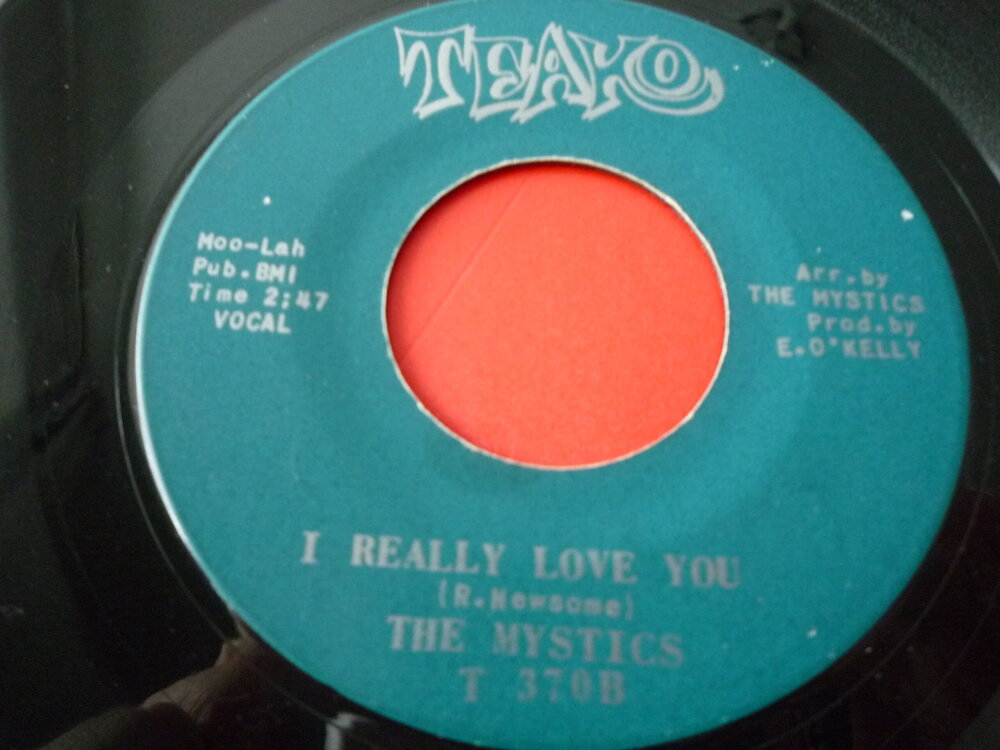 TEAKO
Moo-Lah
Pub.BMI
Time 2:47
VOCAL
Arr.by
THE MYSTICS
Prod.by
E.O'KELLY
I REALLY LOVE YOU
(R.Newsome)
THE MYSTICS
T 370B